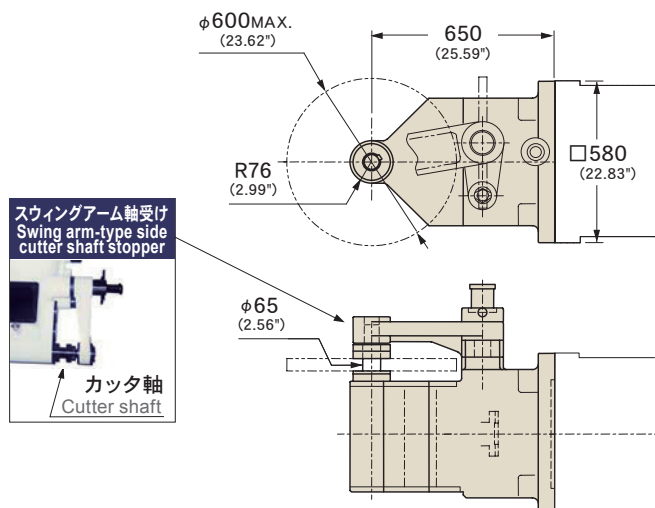 φ600MAX.
(23.62")
650
(25.59")
R76
(2.99")
□580
(22.83")
スウィングアーム軸受け
Swing arm-type side
cutter shaft stopper
φ65
(2.56")
カッタ軸
Cutter shaft